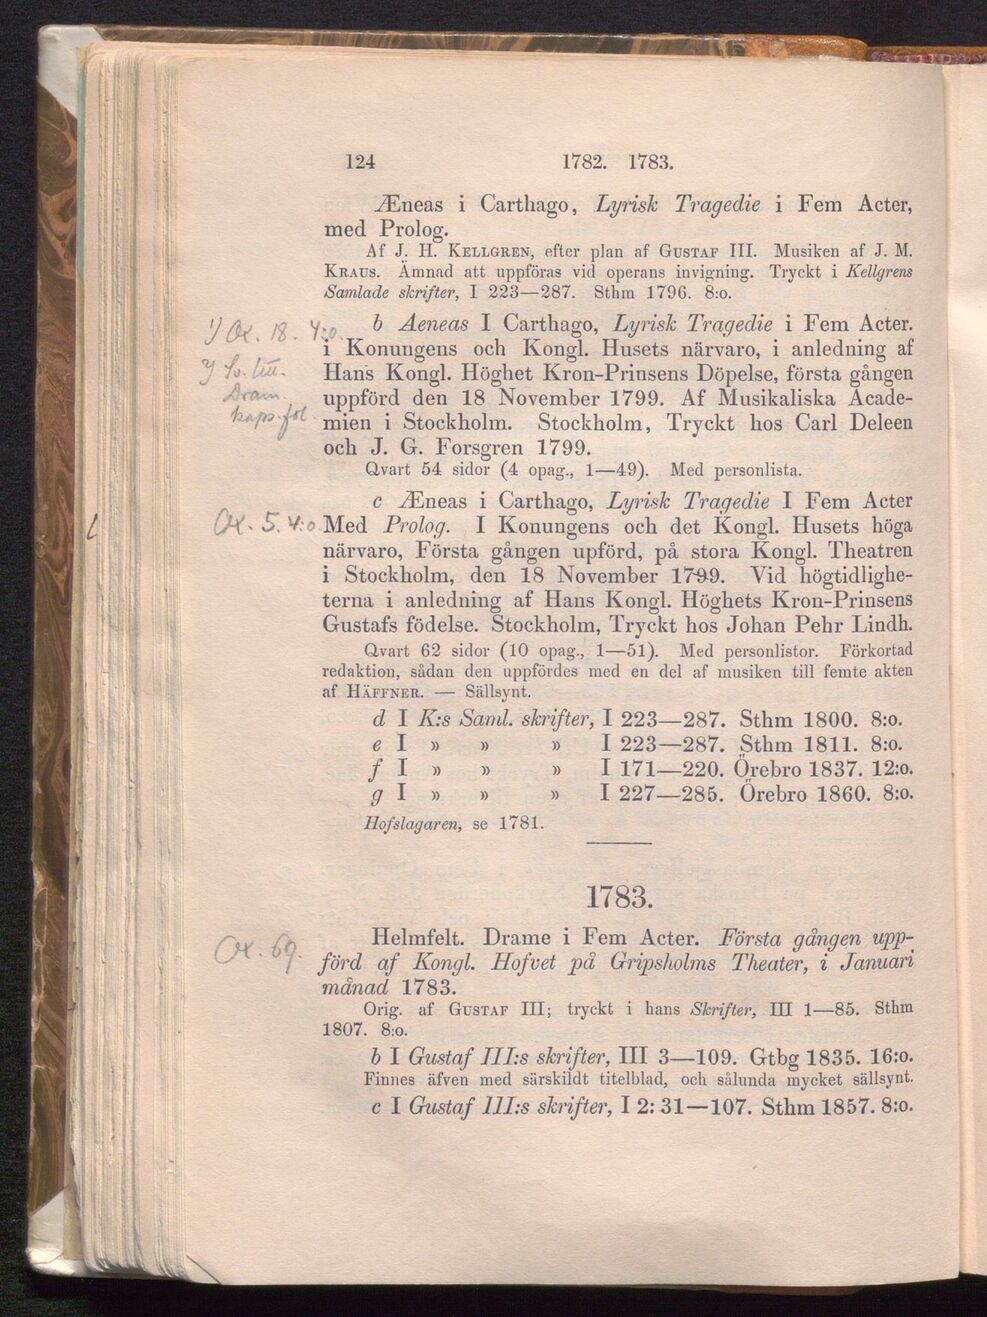 124 1782. 1783.
Æneas i Carthago, Lyrisk Tragedie i Fem Acter,
med Prolog.
Af J. H. KELLGREN, efter plan af GUSTAF III. Musiken af J. M.
KRAUS. Ämnad att uppföras vid operans invigning. Tryckt i Kellgrens
Samlade skrifter, I 223—287. Sthm 1796. 8:o.
1) Ox. 18. 4:o.
b Aeneas I Carthago, Lyrisk Tragedie i Fem Acter.
i Konungens och Kongl. Husets närvaro, i anledning af
Hans Kongl. Höghet Kron-Prinsens Döpelse, första gången
Dram.
uppförd den 18 November 1799. Af Musikaliska Acade-
kaps. fol.
mien i Stockholm. Stockholm, Tryckt hos Carl Deleen
och J. G. Forsgren 1799.
Qvart 54 sidor (4 opag., 1—49). Med personlista.
c Æneas i Carthago, Lyrisk Tragedie I Fem Acter
Ox. 5. 4:o
Med Prolog. I Konungens och det Kongl. Husets höga
närvaro, Första gången upförd, på stora Kongl. Theatren
i Stockholm, den 18 November 1799. Vid högtidlighe-
terna i anledning af Hans Kongl. Höghets Kron-Prinsens
Gustafs födelse. Stockholm, Tryckt hos Johan Pehr Lindh.
Qvart 62 sidor (10 opag., 1—51). Med personlistor. Förkortad
redaktion, sådan den uppfördes med en del af musiken till femte akten
af HÄFFNER. — Sällsynt.
d I K:s Saml. skrifter, I 223—287. Sthm 1800. 8:o.
e I » » » I 223—287. Sthm 1811. 8:o.
f I » » » I 171—220. Örebro 1837. 12:o.
g I » » » I 227—285. Örebro 1860. 8:o.
Hofslagaren, se 1781.
1783.
Helmfelt. Drame i Fem Acter. Första gången upp-
Ox. 69.
förd af Kongl. Hofvet på Gripsholms Theater, i Januari
månad 1783.
Orig. af GUSTAF III; tryckt i hans Skrifter, III 1—85. Sthm
1807. 8:o.
b I Gustaf III:s skrifter, III 3—109. Gtbg 1835. 16:o.
Finnes äfven med särskildt titelblad, och sålunda mycket sällsynt.
c I Gustaf III:s skrifter, I 2: 31—107. Sthm 1857. 8:o.